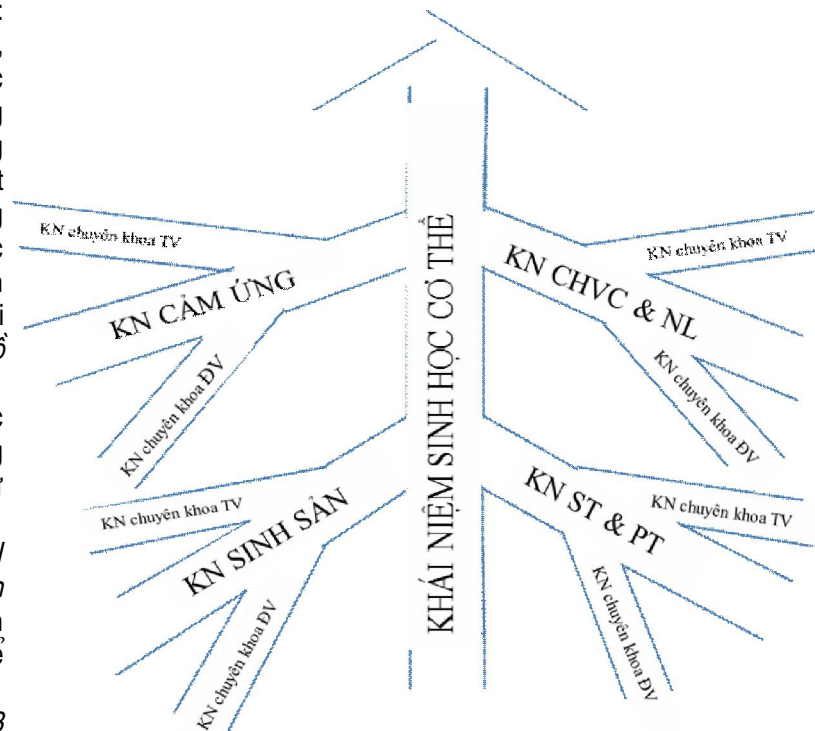 KN chuyên khoa TV
KN CẢM ỨNG
KN chuyên khoa ĐV
KN chuyên khoa TV
KN SINH SẢN
KN chuyên khoa ĐV
KHÁI NIỆM SINH HỌC CƠ THỂ
KN chuyên khoa TV
KN CHVC & NL
KN chuyên khoa ĐV
KN chuyên khoa TV
KN ST & PT
KN chuyên khoa ĐV